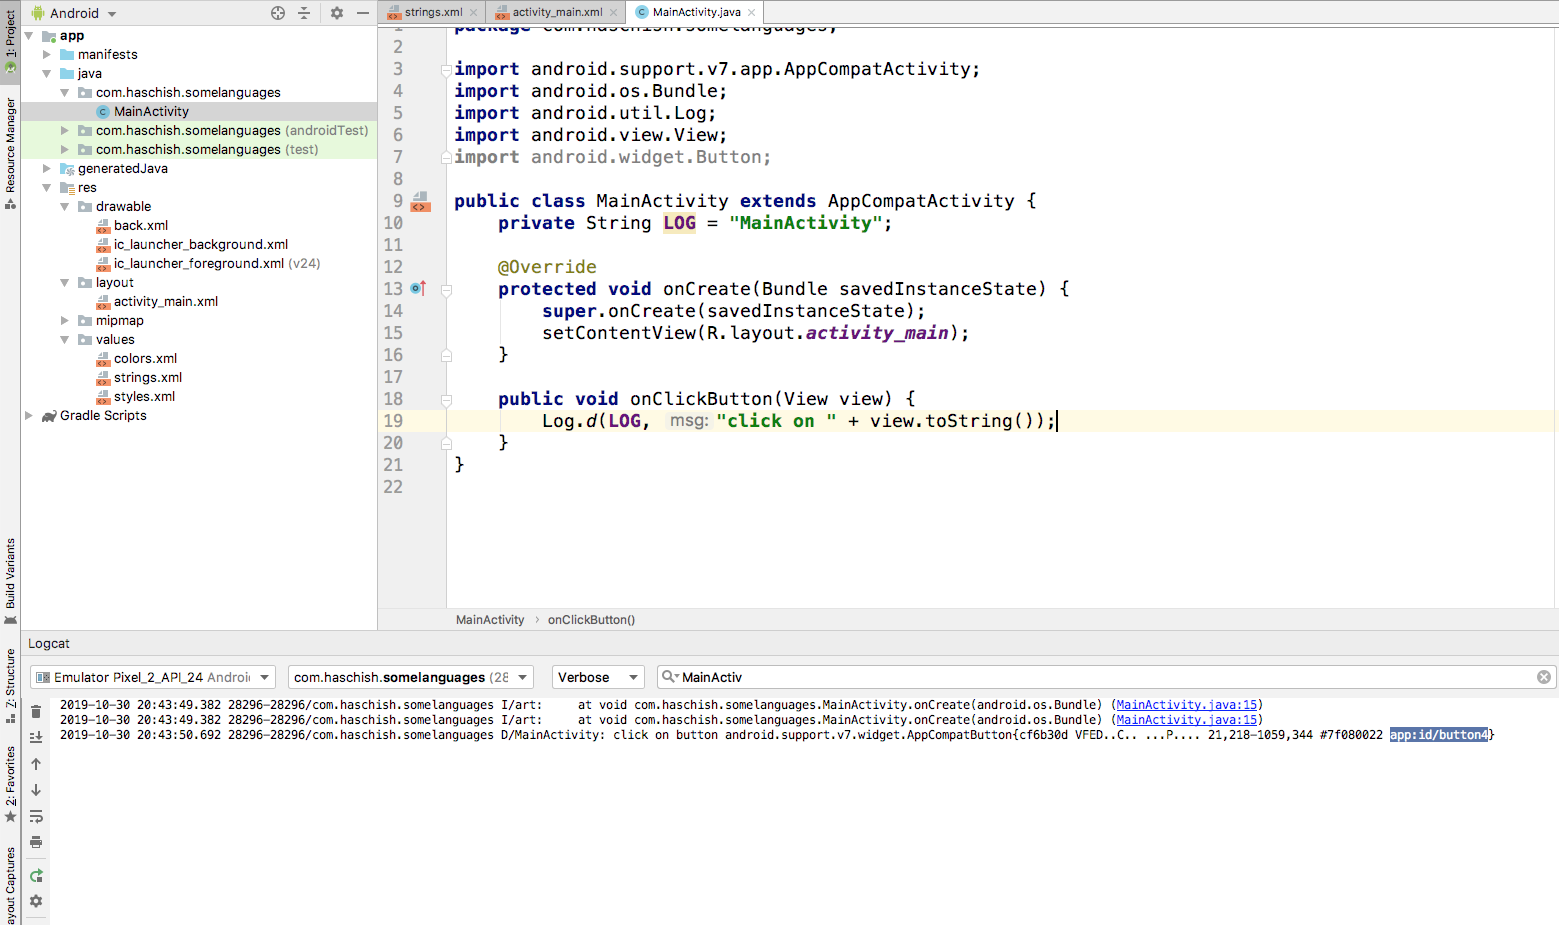 Android
strings.xml
activity_main.xml
MainActivity.java
1: Project
Resource Manager
Build Variants
Z: Structure
2: Favorites
ayout Captures
app
manifests
java
com.haschish.somelanguages
MainActivity
com.haschish.somelanguages (androidTest)
com.haschish.somelanguages (test)
generatedJava
res
drawable
back.xml
ic_launcher_background.xml
ic_launcher_foreground.xml (v24)
layout
activity_main.xml
mipmap
values
colors.xml
strings.xml
styles.xml
Gradle Scripts
1 package com.haschish.somelanguages;
2
3 import android.support.v7.app.AppCompatActivity;
4 import android.os.Bundle;
5 import android.util.Log;
6 import android.view.View;
7 import android.widget.Button;
8
9 public class MainActivity extends AppCompatActivity {
10 private String LOG = "MainActivity";
11
12 @Override
13 protected void onCreate(Bundle savedInstanceState) {
14 super.onCreate(savedInstanceState);
15 setContentView(R.layout.activity_main);
16 }
17
18 public void onClickButton(View view) {
19 Log.d(LOG, msg: "click on " + view.toString());
20 }
21 }
22
MainActivity › onClickButton()
Logcat
Emulator Pixel_2_API_24 Androi
com.haschish.somelanguages (28
Verbose
MainActiv
2019-10-30 20:43:49.382 28296-28296/com.haschish.somelanguages I/art: at void com.haschish.somelanguages.MainActivity.onCreate(android.os.Bundle) (MainActivity.java:15)
2019-10-30 20:43:49.382 28296-28296/com.haschish.somelanguages I/art: at void com.haschish.somelanguages.MainActivity.onCreate(android.os.Bundle) (MainActivity.java:15)
2019-10-30 20:43:50.692 28296-28296/com.haschish.somelanguages D/MainActivity: click on button android.support.v7.widget.AppCompatButton{cf6b30d VFED..C.. ...P.... 21,218-1059,344 #7f080022 app:id/button4}